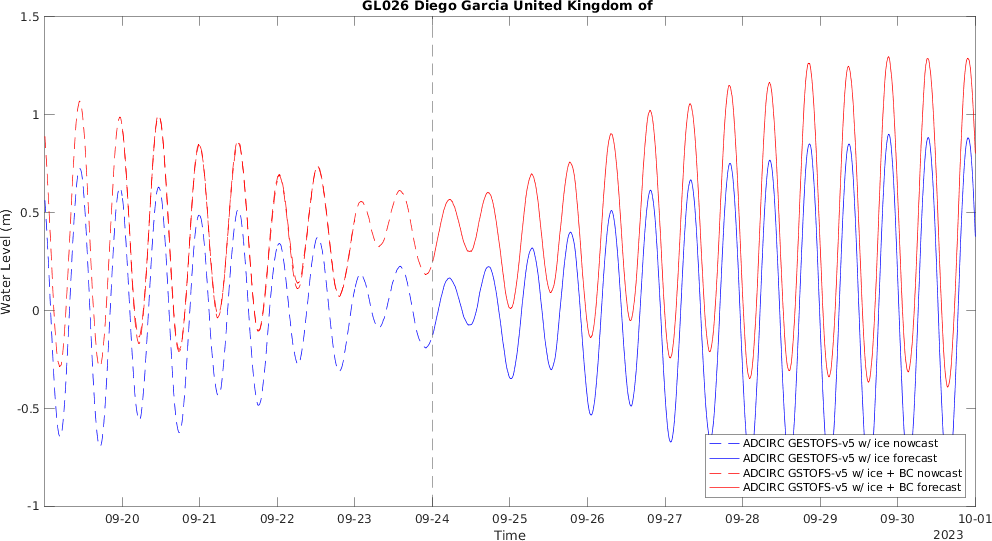 GL026 Diego Garcia United Kingdom of
1.5
1
0.5
0
-0.5
-1
Water Level (m)
ADCIRC GESTOFS-v5 w/ ice nowcast
ADCIRC GESTOFS-v5 w/ ice forecast
ADCIRC GSTOFS-v5 w/ ice + BC nowcast
ADCIRC GSTOFS-v5 w/ ice + BC forecast
09-20 09-21 09-22 09-23 09-24 09-25 09-26 09-27 09-28 09-29 09-30 10-01
Time
2023